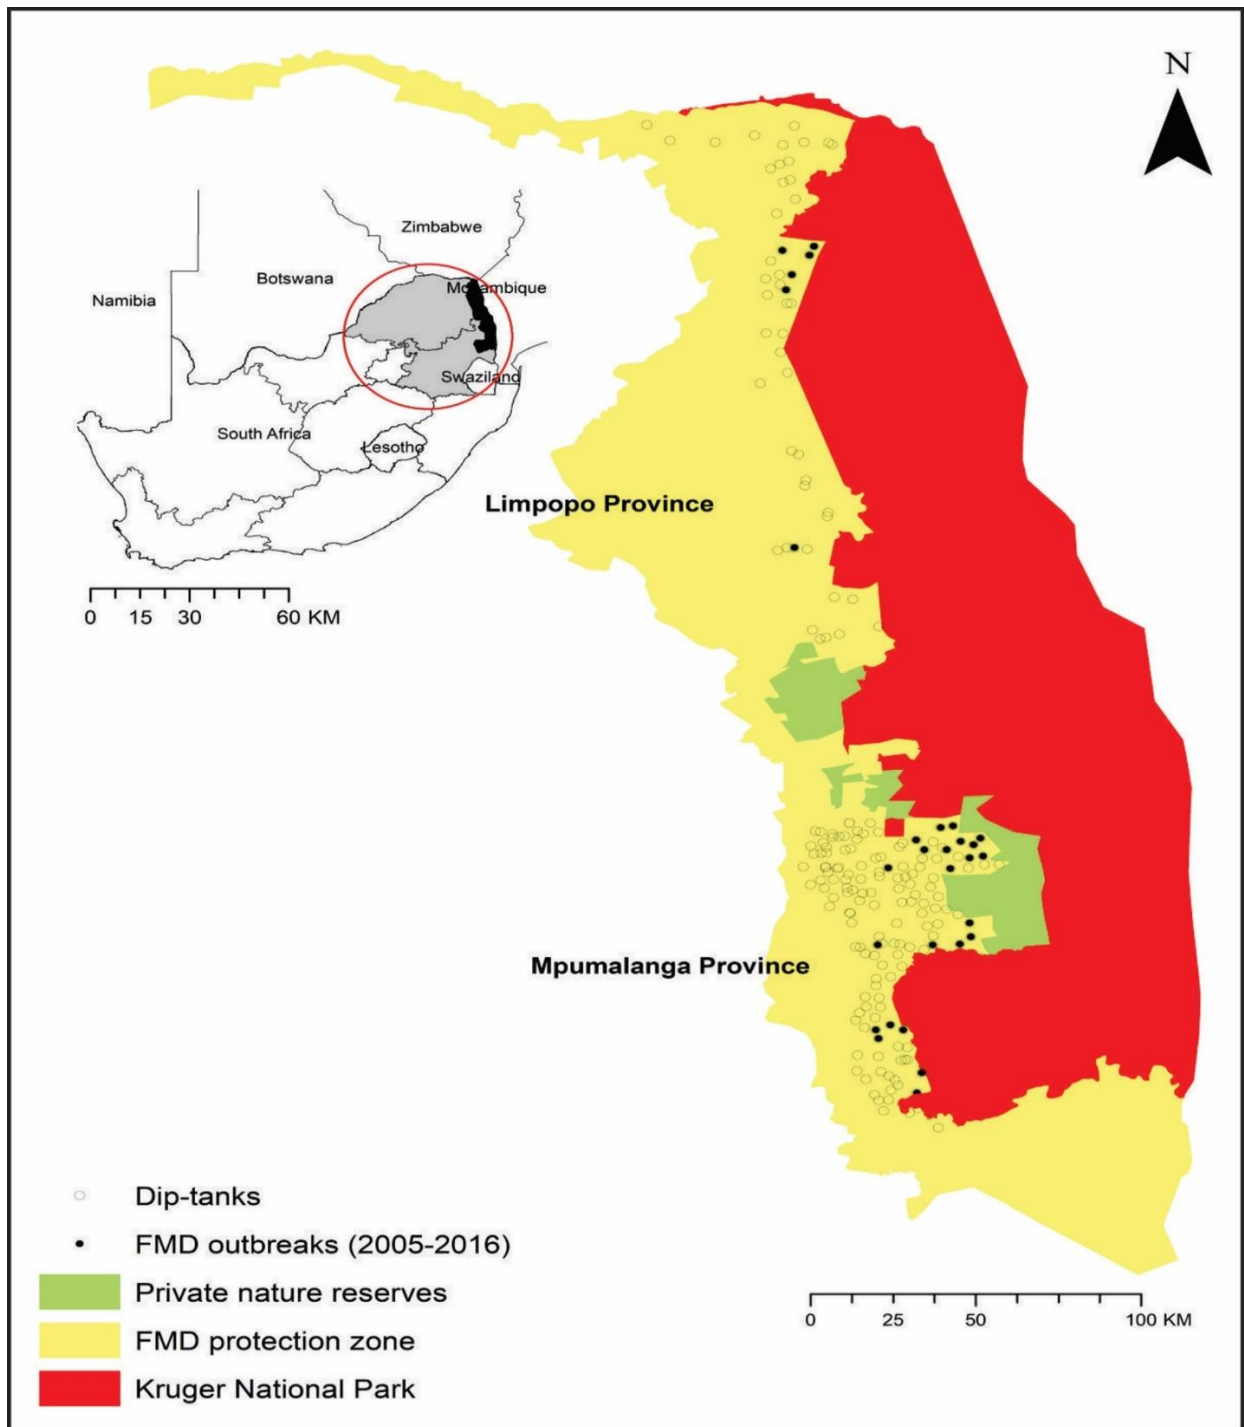 N
Zimbabwe
Botswana
Mozambique
Namibia
Swaziland
South Africa
Lesotho
Limpopo Province
0 15 30 60 KM
Mpumalanga Province
Dip-tanks
FMD outbreaks (2005-2016)
Private nature reserves
FMD protection zone
Kruger National Park
0 25 50 100 KM